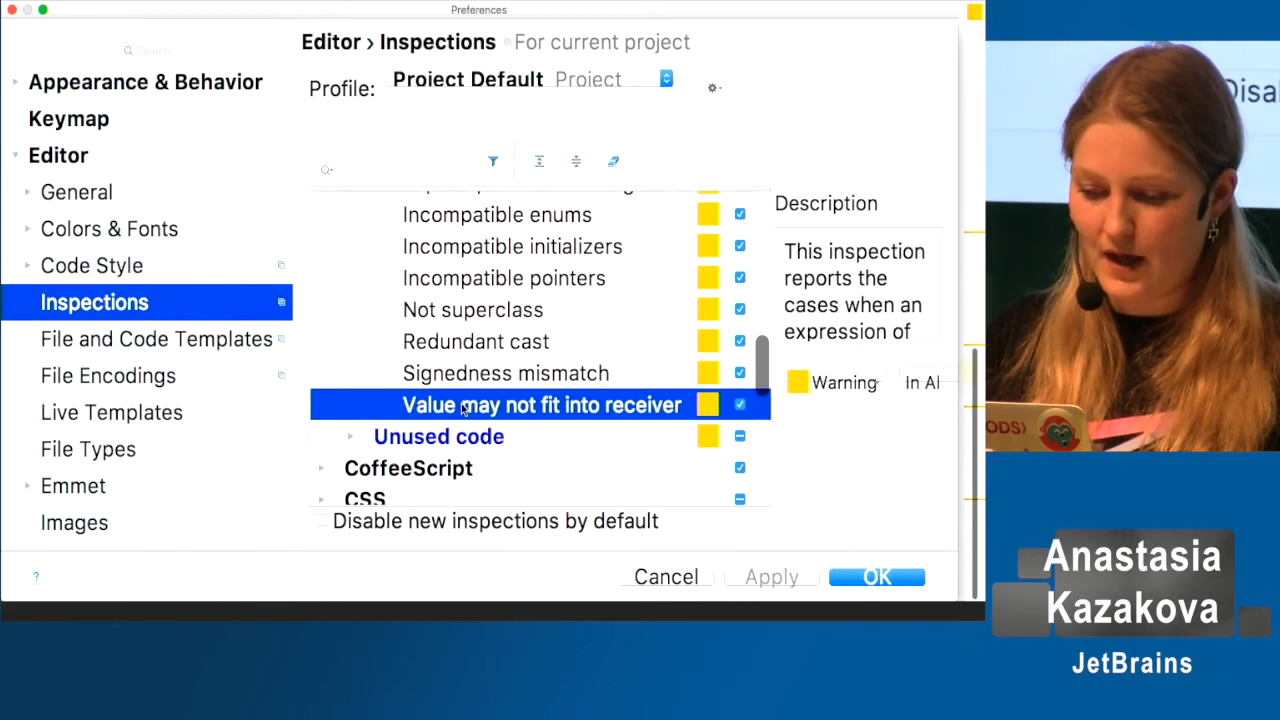 Preferences
Search
Appearance & Behavior
Keymap
Editor
General
Colors & Fonts
Code Style
Inspections
File and Code Templates
File Encodings
Live Templates
File Types
Emmet
Images
?
Editor › Inspections For current project
Profile: Project Default Project
Incompatible enums
Incompatible initializers
Incompatible pointers
Not superclass
Redundant cast
Signedness mismatch
Value may not fit into receiver
Unused code
CoffeeScript
CSS
Disable new inspections by default
Description
This inspection
reports the
cases when an
expression of
Warning In Al
Cancel Apply OK
Disa
ODS)
Anastasia
Kazakova
JetBrains